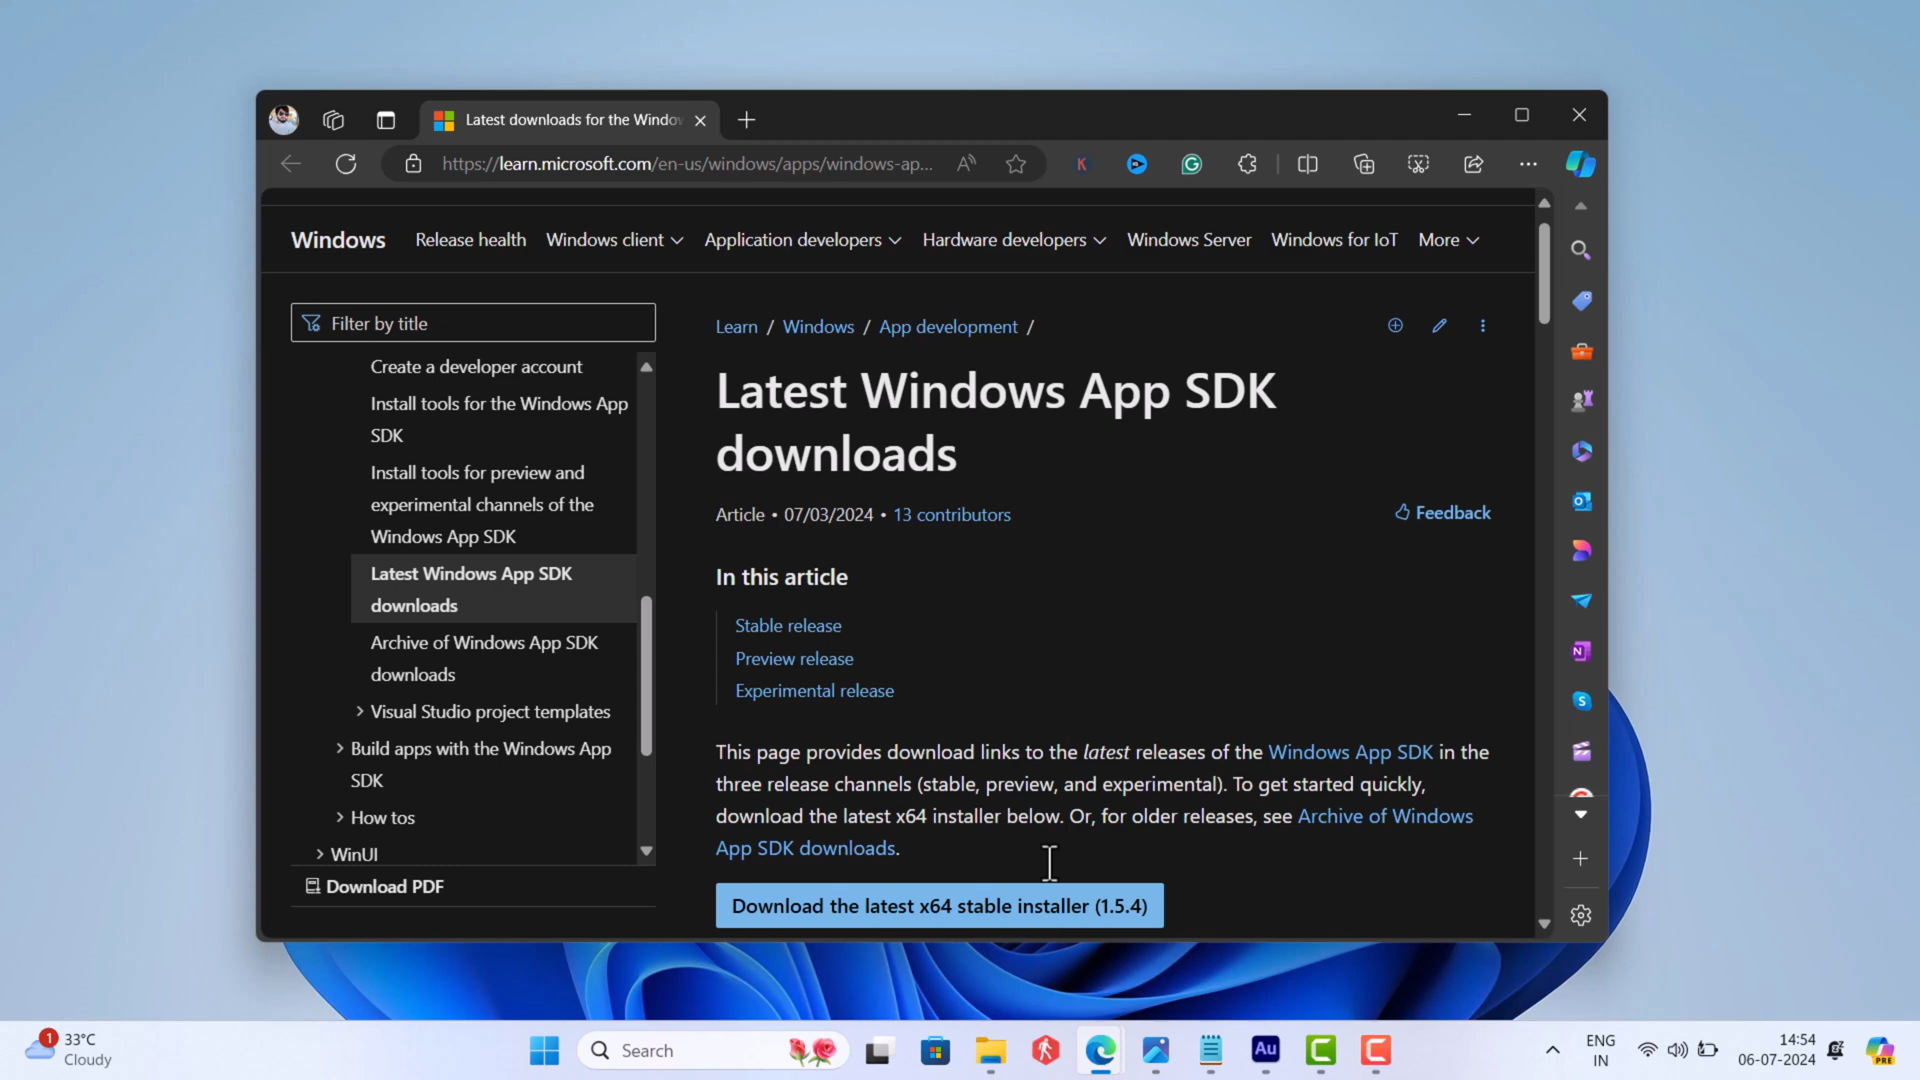 Latest downloads for the Windov
https://learn.microsoft.com/en-us/windows/apps/windows-ap...
K
Windows
Release health
Windows client
Application developers
Hardware developers
Windows Server
Windows for IoT
More
Filter by title
Create a developer account
Install tools for the Windows App
SDK
Install tools for preview and
experimental channels of the
Windows App SDK
Latest Windows App SDK
downloads
Archive of Windows App SDK
downloads
Visual Studio project templates
Build apps with the Windows App
SDK
How tos
WinUI
Download PDF
Learn / Windows / App development /
Latest Windows App SDK
downloads
Article • 07/03/2024 • 13 contributors
Feedback
In this article
Stable release
Preview release
Experimental release
This page provides download links to the latest releases of the Windows App SDK in the
three release channels (stable, preview, and experimental). To get started quickly,
download the latest x64 installer below. Or, for older releases, see Archive of Windows
App SDK downloads.
Download the latest x64 stable installer (1.5.4)
1
33°C
Cloudy
Search
Au
ENG
IN
14:54
06-07-2024
PRE